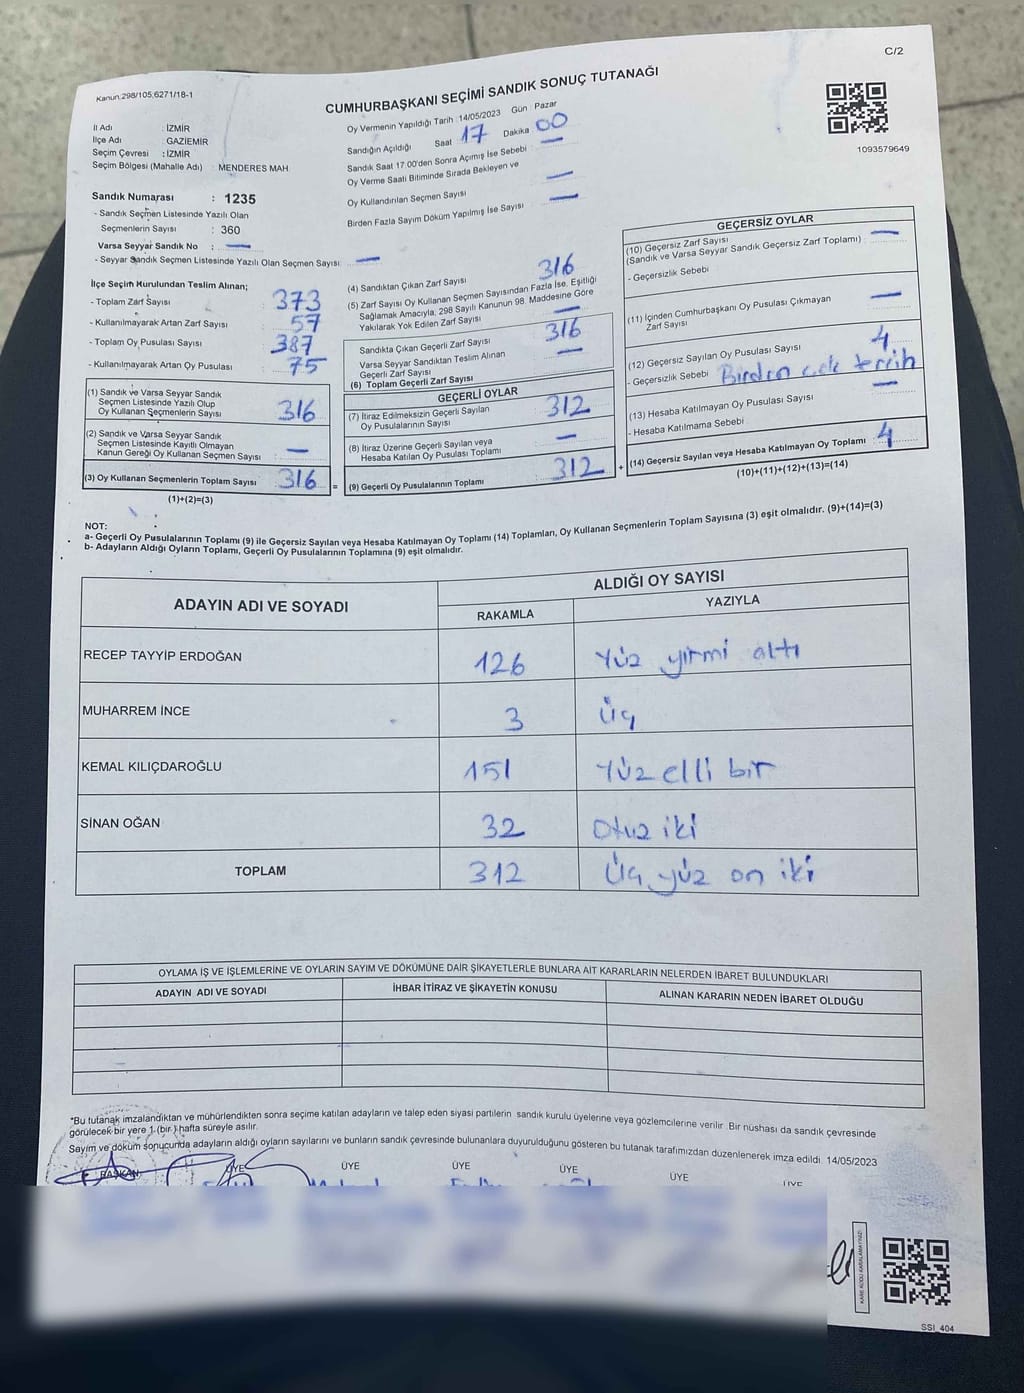 C/2
Kanun:298/105,6271/18-1
CUMHURBAŞKANI SEÇİMİ SANDIK SONUÇ TUTANAĞI
1093579649
İl Adı : İZMİR
İlçe Adı : GAZİEMİR
Seçim Çevresi : İZMİR
Seçim Bölgesi (Mahalle Adı) : MENDERES MAH
Sandık Numarası : 1235
- Sandık Seçmen Listesinde Yazılı Olan
Seçmenlerin Sayısı : 360
Varsa Seyyar Sandık No : —
- Seyyar Sandık Seçmen Listesinde Yazılı Olan Seçmen Sayısı —
Oy Vermenin Yapıldığı Tarih :14/05/2023 Gün : Pazar
Sandığın Açıldığı Saat 17 Dakika 00
Sandık Saat 17.00'den Sonra Açımış İse Sebebi —
Oy Verme Saati Bitiminde Sırada Bekleyen ve
Oy Kullandırılan Seçmen Sayısı —
Birden Fazla Sayım Döküm Yapılmış İse Sayısı —
İlçe Seçim Kurulundan Teslim Alınan;
- Toplam Zarf Sayısı 373
- Kullanılmayarak Artan Zarf Sayısı 57
- Toplam Oy Pusulası Sayısı 387
- Kullanılmayarak Artan Oy Pusulası 75
(1) Sandık ve Varsa Seyyar Sandık
Seçmen Listesinde Yazılı Olup
Oy Kullanan Seçmenlerin Sayısı 316
(2) Sandık ve Varsa Seyyar Sandık
Seçmen Listesinde Kayıtlı Olmayan
Kanun Gereği Oy Kullanan Seçmen Sayısı —
(3) Oy Kullanan Seçmenlerin Toplam Sayısı 316 =
(1)+(2)=(3)
(4) Sandıktan Çıkan Zarf Sayısı 316
(5) Zarf Sayısı Oy Kullanan Seçmen Sayısından Fazla İse, Eşitliği
Sağlamak Amacıyla, 298 Sayılı Kanunun 98. Maddesine Göre
Yakılarak Yok Edilen Zarf Sayısı —
Sandıkta Çıkan Geçerli Zarf Sayısı 316
Varsa Seyyar Sandıktan Teslim Alınan
Geçerli Zarf Sayısı —
(6) Toplam Geçerli Zarf Sayısı
GEÇERLİ OYLAR
(7) İtiraz Edilmeksizin Geçerli Sayılan
Oy Pusulalarının Sayısı 312
(8) İtiraz Üzerine Geçerli Sayılan veya
Hesaba Katılan Oy Pusulası Toplamı —
(9) Geçerli Oy Pusulalarının Toplamı 312 +
GEÇERSİZ OYLAR
(10) Geçersiz Zarf Sayısı —
(Sandık ve Varsa Seyyar Sandık Geçersiz Zarf Toplamı)
- Geçersizlik Sebebi
(11) İçinden Cumhurbaşkanı Oy Pusulası Çıkmayan
Zarf Sayısı —
(12) Geçersiz Sayılan Oy Pusulası Sayısı 4
- Geçersizlik Sebebi Birden çok tercih
(13) Hesaba Katılmayan Oy Pusulası Sayısı —
- Hesaba Katılmama Sebebi
(14) Geçersiz Sayılan veya Hesaba Katılmayan Oy Toplamı 4
(10)+(11)+(12)+(13)=(14)
NOT:
a- Geçerli Oy Pusulalarının Toplamı (9) ile Geçersiz Sayılan veya Hesaba Katılmayan Oy Toplamı (14) Toplamları, Oy Kullanan Seçmenlerin Toplam Sayısına (3) eşit olmalıdır. (9)+(14)=(3)
b- Adayların Aldığı Oyların Toplamı, Geçerli Oy Pusulalarının Toplamına (9) eşit olmalıdır.
ADAYIN ADI VE SOYADI ALDIĞI OY SAYISI
RAKAMLA YAZIYLA
RECEP TAYYİP ERDOĞAN 126 Yüz yirmi altı
MUHARREM İNCE 3 Üç
KEMAL KILIÇDAROĞLU 151 Yüz elli bir
SİNAN OĞAN 32 Otuz iki
TOPLAM 312 Üç yüz on iki
OYLAMA İŞ VE İŞLEMLERİNE VE OYLARIN SAYIM VE DÖKÜMÜNE DAİR ŞİKAYETLERLE BUNLARA AİT KARARLARIN NELERDEN İBARET BULUNDUKLARI
ADAYIN ADI VE SOYADI İHBAR İTİRAZ VE ŞİKAYETİN KONUSU ALINAN KARARIN NEDEN İBARET OLDUĞU
*Bu tutanak imzalandıktan ve mühürlendikten sonra seçime katılan adayların ve talep eden siyasi partilerin sandık kurulu üyelerine veya gözlemcilerine verilir. Bir nüshası da sandık çevresinde
görülecek bir yere 1 (bir ) hafta süreyle asılır.
Sayım ve döküm sonucunda adayların aldığı oyların sayılarını ve bunların sandık çevresinde bulunanlara duyurulduğunu gösteren bu tutanak tarafımızdan düzenlenerek imza edildi. 14/05/2023
BAŞKAN ÜYE ÜYE ÜYE ÜYE ÜYE ÜYE
KARE KODU KARALAMAYINIZ!
SSI_404